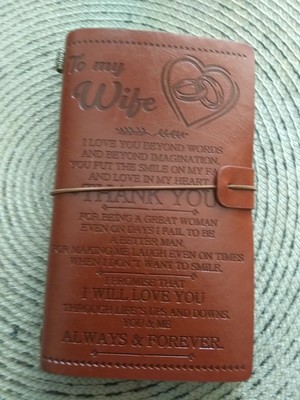 To my
Wife
I LOVE YOU BEYOND WORDS
AND BEYOND IMAGINATION,
YOU PUT THE SMILE ON MY FA
AND LOVE IN MY HEART
THANK YOU
FOR BEING A GREAT WOMAN
EVEN ON DAYS I FAIL TO BE
A BETTER MAN,
FOR MAKING ME LAUGH EVEN ON TIMES
WHEN I DON'T WANT TO SMILE,
I PROMISE THAT
I WILL LOVE YOU
THROUGH LIFE'S UPS AND DOWNS,
YOU & ME
ALWAYS & FOREVER.